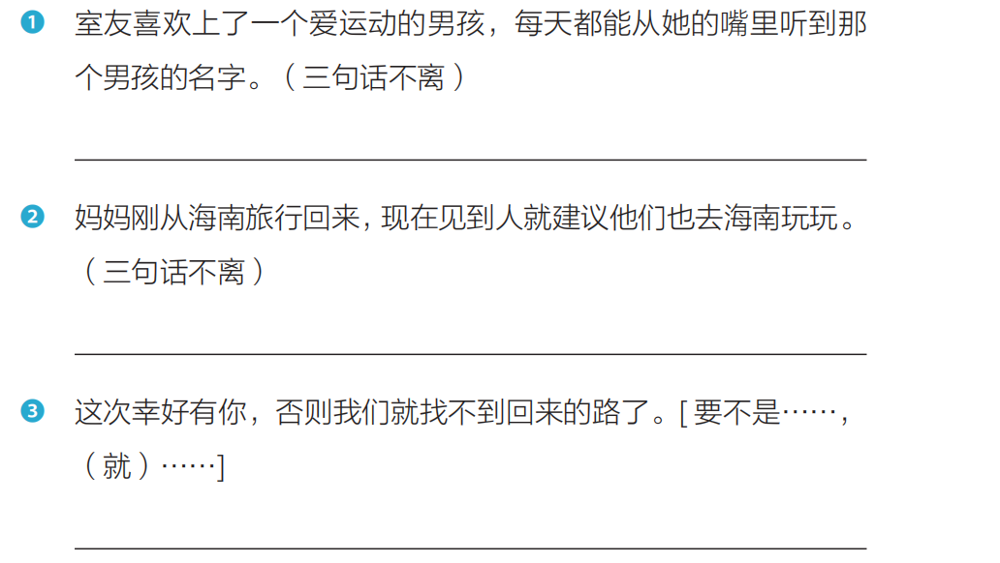 1 室友喜欢上了一个爱运动的男孩，每天都能从她的嘴里听到那
个男孩的名字。（三句话不离）
2 妈妈刚从海南旅行回来，现在见到人就建议他们也去海南玩玩。
（三句话不离）
3 这次幸好有你，否则我们就找不到回来的路了。[要不是……，
（就）……]